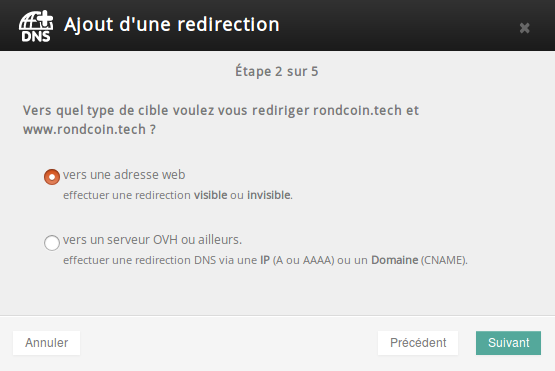 DNS
Ajout d'une redirection
Étape 2 sur 5
Vers quel type de cible voulez vous rediriger rondcoin.tech et
www.rondcoin.tech ?
vers une adresse web
effectuer une redirection visible ou invisible.
vers un serveur OVH ou ailleurs.
effectuer une redirection DNS via une IP (A ou AAAA) ou un Domaine (CNAME).
Annuler
Précédent
Suivant